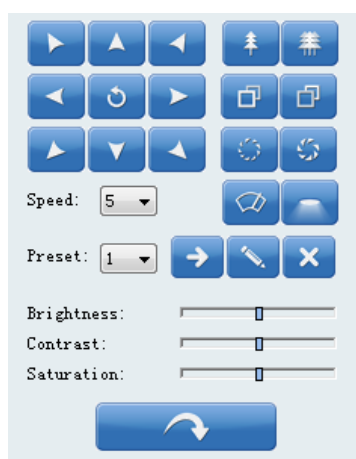 Speed: 5
Preset: 1
Brightness:
Contrast:
Saturation: